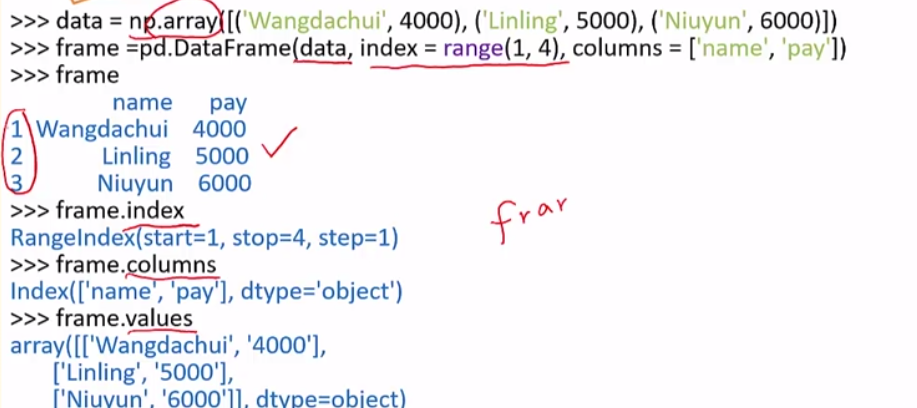 >>> data = np.array([('Wangdachui', 4000), ('Linling', 5000), ('Niuyun', 6000)])
>>> frame =pd.DataFrame(data, index = range(1, 4), columns = ['name', 'pay'])
>>> frame
name pay
1 Wangdachui 4000
2 Linling 5000
3 Niuyun 6000
>>> frame.index
RangeIndex(start=1, stop=4, step=1)
frar
>>> frame.columns
Index(['name', 'pay'], dtype='object')
>>> frame.values
array([['Wangdachui', '4000'],
['Linling', '5000'],
['Niuyun', '6000']], dtype=object)